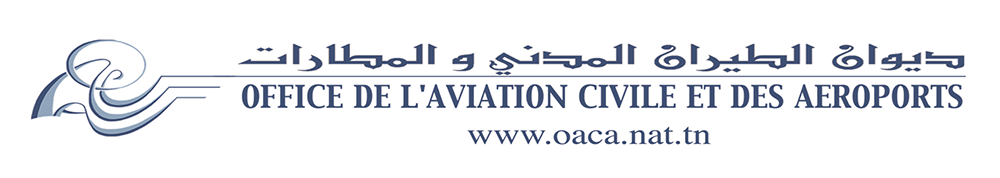 ديوان الطيران المدني و المطارات
OFFICE DE L'AVIATION CIVILE ET DES AEROPORTS
www.oaca.nat.tn